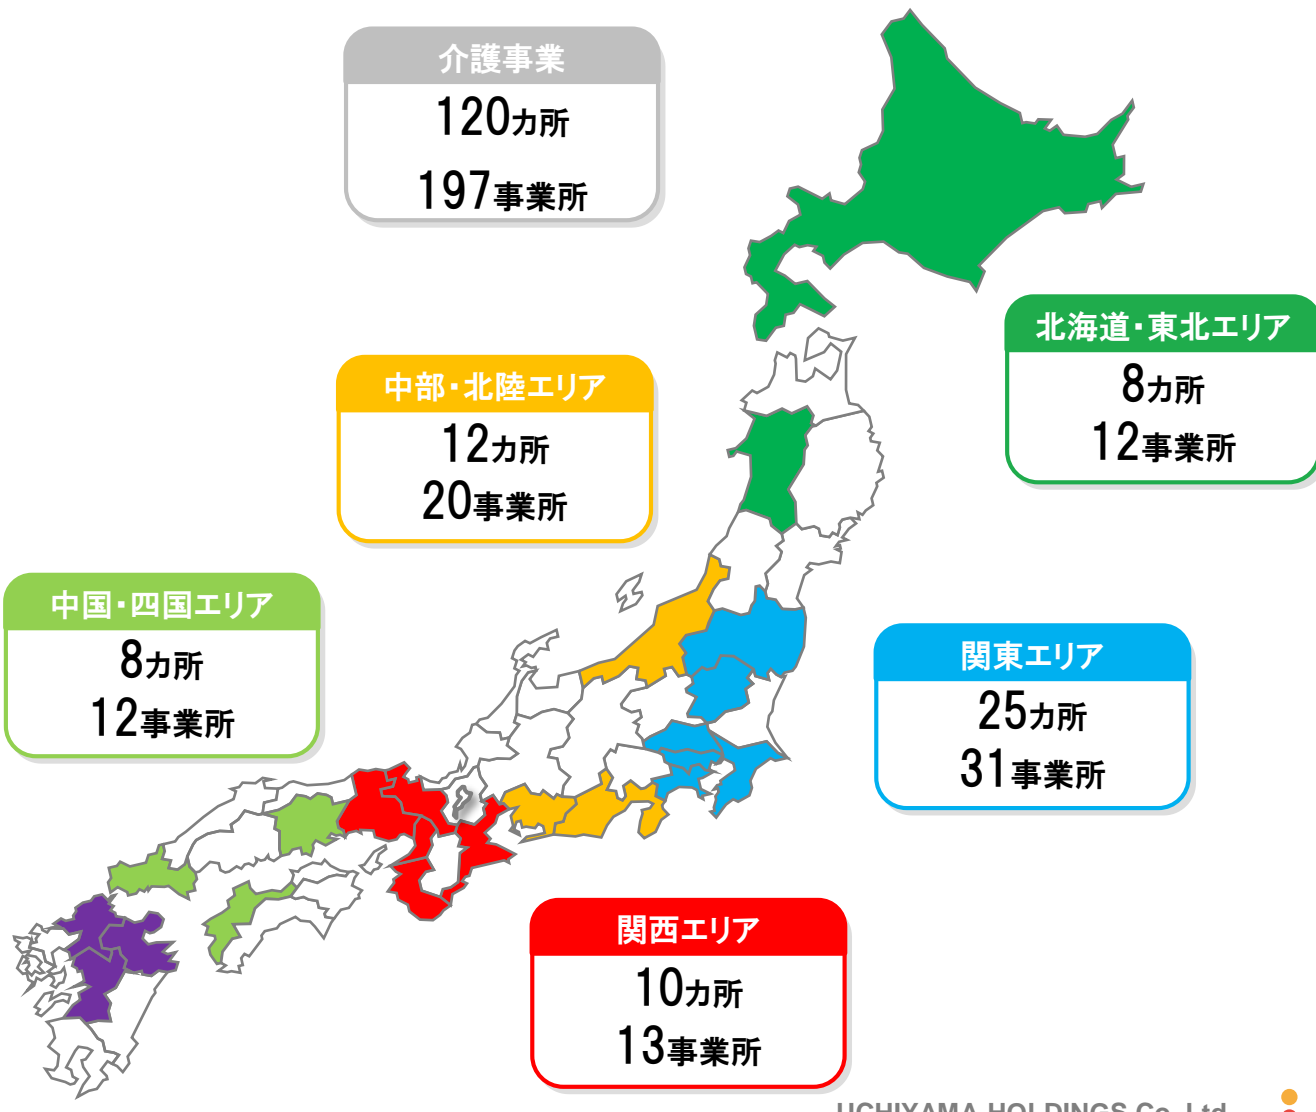 介護事業
120カ所
197事業所
北海道・東北エリア
8カ所
12事業所
中部・北陸エリア
12カ所
20事業所
中国・四国エリア
8カ所
12事業所
関東エリア
25カ所
31事業所
関西エリア
10カ所
13事業所
UCHIYAMA HOLDINGS Co.,Ltd.